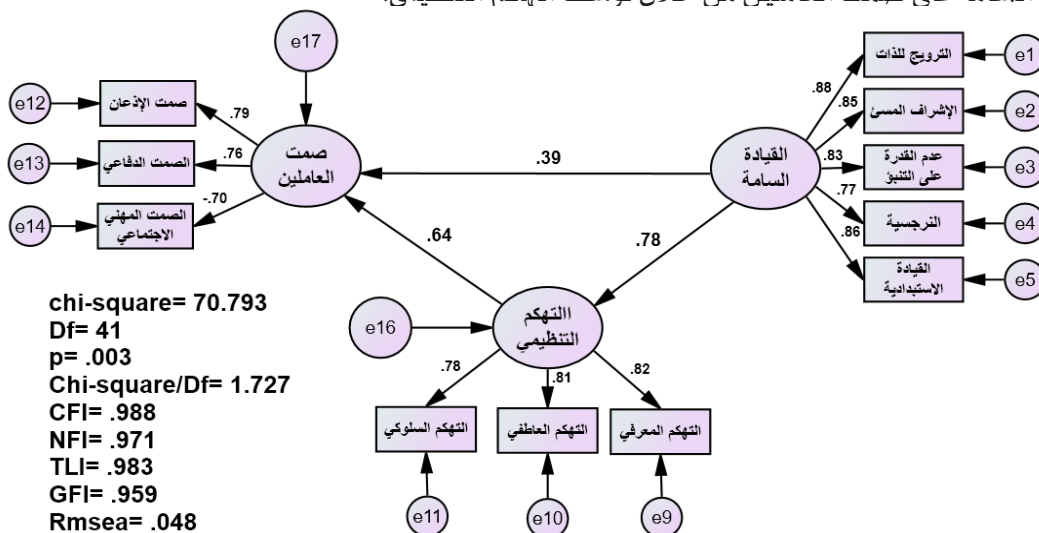 e17
e12
صمت الإذعان
.79
e13
الصمت الدفاعي
.76
e14
الصمت المهني
الاجتماعي
-.70
صمت
العاملين
.39
القيادة
السامة
.88
الترويج للذات
e1
.85
الإشراف المسئ
e2
.83
عدم القدرة
على التنبؤ
e3
.77
النرجسية
e4
.86
القيادة
الاستبدادية
e5
.64
.78
e16
االتهكم
التنظيمي
.78
.81
.82
التهكم السلوكي
التهكم العاطفي
التهكم المعرفي
e11
e10
e9
chi-square= 70.793
Df= 41
p= .003
Chi-square/Df= 1.727
CFI= .988
NFI= .971
TLI= .983
GFI= .959
Rmsea= .048